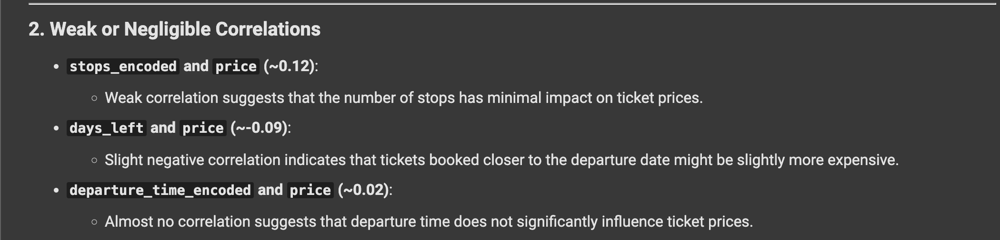 2. Weak or Negligible Correlations
• stops_encoded and price (~0.12):
◦ Weak correlation suggests that the number of stops has minimal impact on ticket prices.
• days_left and price (~-0.09):
◦ Slight negative correlation indicates that tickets booked closer to the departure date might be slightly more expensive.
• departure_time_encoded and price (~0.02):
◦ Almost no correlation suggests that departure time does not significantly influence ticket prices.